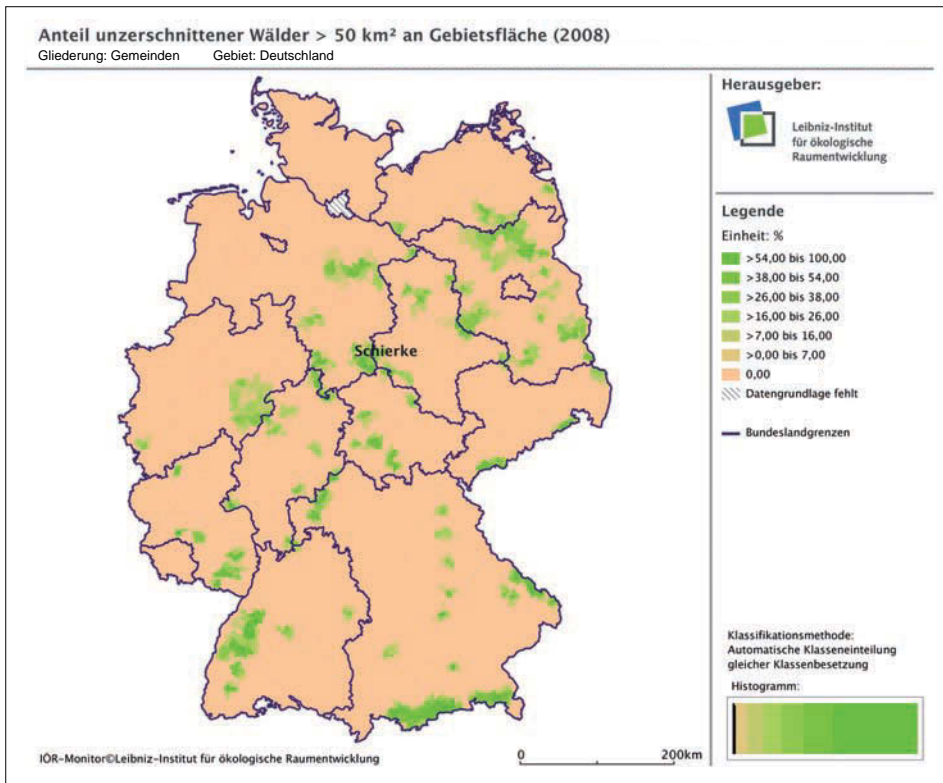 Anteil unzerschnittener Wälder > 50 km² an Gebietsfläche (2008)
Gliederung: Gemeinden Gebiet: Deutschland
Herausgeber:
Leibniz-Institut
für ökologische
Raumentwicklung
Legende
Einheit: %
>54,00 bis 100,00
>38,00 bis 54,00
>26,00 bis 38,00
>16,00 bis 26,00
>7,00 bis 16,00
>0,00 bis 7,00
0,00
Datengrundlage fehlt
Bundeslandgrenzen
Schierke
Klassifikationsmethode:
Automatische Klasseneinteilung
gleicher Klassenbesetzung
Histogramm:
IÖR-Monitor©Leibniz-Institut für ökologische Raumentwicklung
0 200km